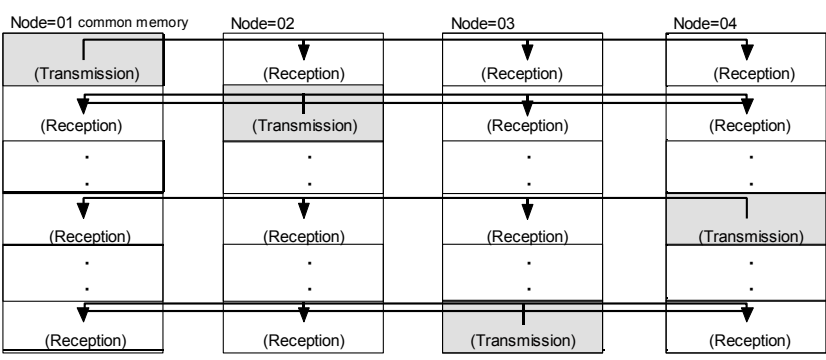 Node=01 common memory Node=02 Node=03 Node=04
(Transmission) (Reception) (Reception) (Reception)
(Reception) (Transmission) (Reception) (Reception)
. . . .
. . . .
(Reception) (Reception) (Reception) (Transmission)
. . . .
. . . .
(Reception) (Reception) (Transmission) (Reception)